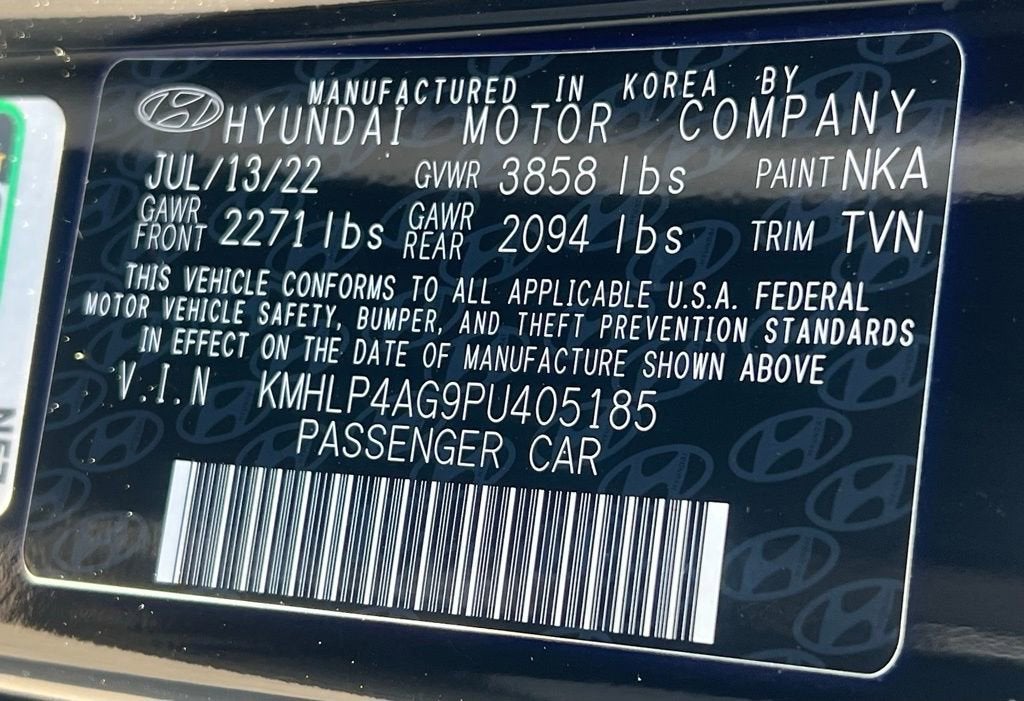 MANUFACTURED IN KOREA BY
HYUNDAI MOTOR COMPANY
JUL/13/22 GVWR 3858 lbs PAINT NKA
GAWR FRONT 2271 lbs GAWR REAR 2094 lbs TRIM TVN
THIS VEHICLE CONFORMS TO ALL APPLICABLE U.S.A. FEDERAL
MOTOR VEHICLE SAFETY, BUMPER, AND THEFT PREVENTION STANDARDS
IN EFFECT ON THE DATE OF MANUFACTURE SHOWN ABOVE
V.I.N KMHLP4AG9PU405185
PASSENGER CAR